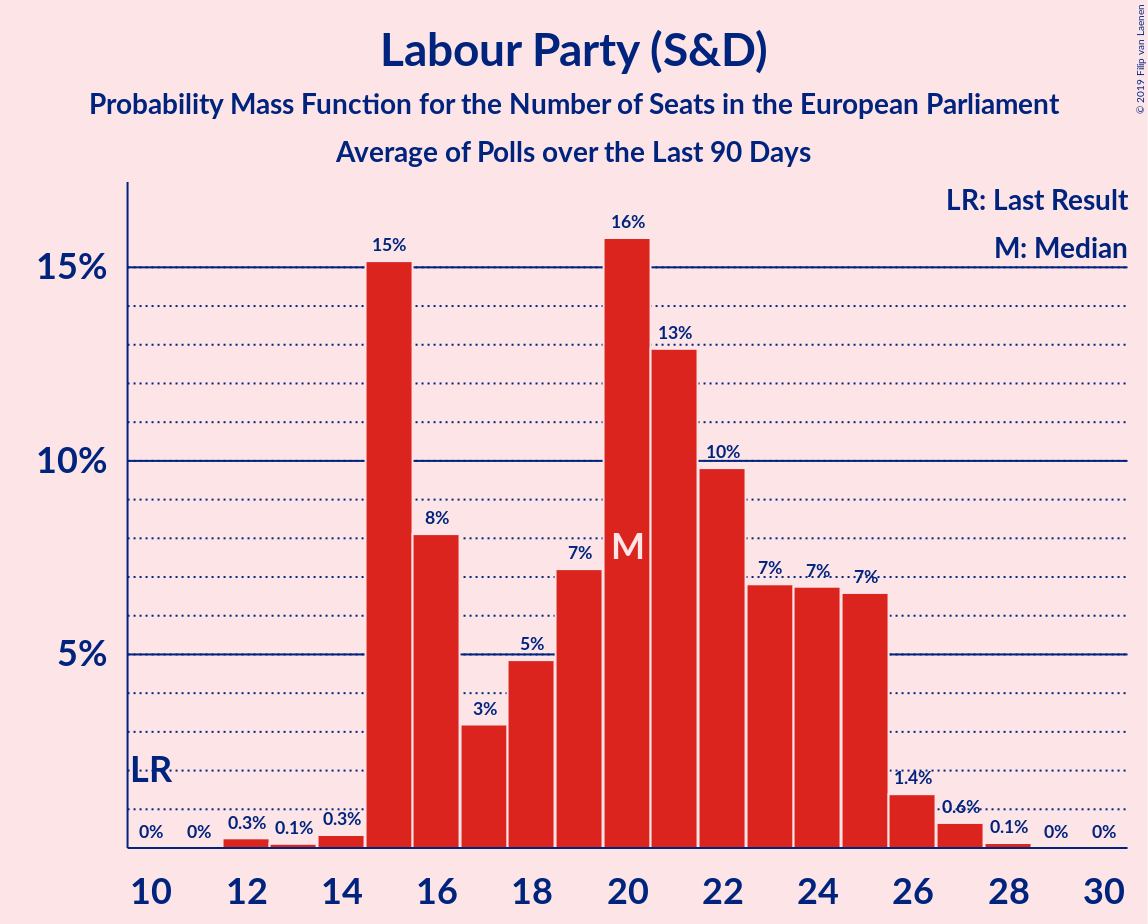 Labour Party (S&D)
Probability Mass Function for the Number of Seats in the European Parliament
Average of Polls over the Last 90 Days
© 2019 Filip van Laenen
LR: Last Result
M: Median
15%
10%
5%
LR
0%
0%
0.3%
0.1%
0.3%
15%
8%
3%
5%
7%
16%
M
13%
10%
7%
7%
7%
1.4%
0.6%
0.1%
0%
0%
10 12 14 16 18 20 22 24 26 28 30